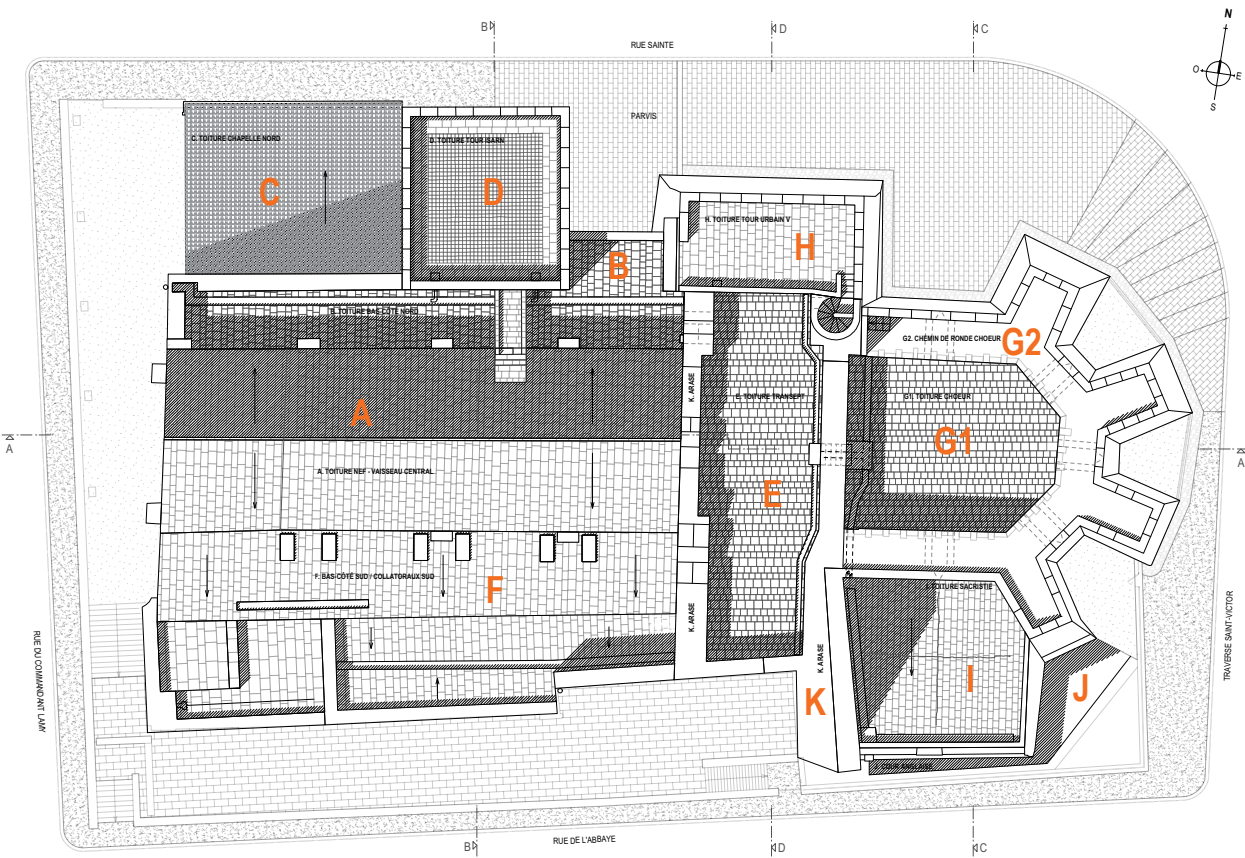 B
D
C
N
O
E
S
RUE SAINTE
PARVIS
C. TOITURE CHAPELLE NORD
C
D. TOITURE TOUR ISARN
D
H. TOITURE TOUR URBAIN V
H
B
B. TOITURE BAS-CÔTÉ NORD
G2
G2. CHEMIN DE RONDE CHOEUR
A
K. ARASE
E. TOITURE TRANSEPT
G1. TOITURE CHOEUR
G1
A
A
A. TOITURE NEF - VAISSEAU CENTRAL
E
F. BAS-CÔTÉ SUD / COLLATORAUX SUD
F
K. ARASE
I. TOITURE SACRISTIE
K. ARASE
K
I
J
COUR ANGLAISE
RUE DU COMMANDANT LAMY
TRAVERSE SAINT-VICTOR
RUE DE L'ABBAYE
B
D
C